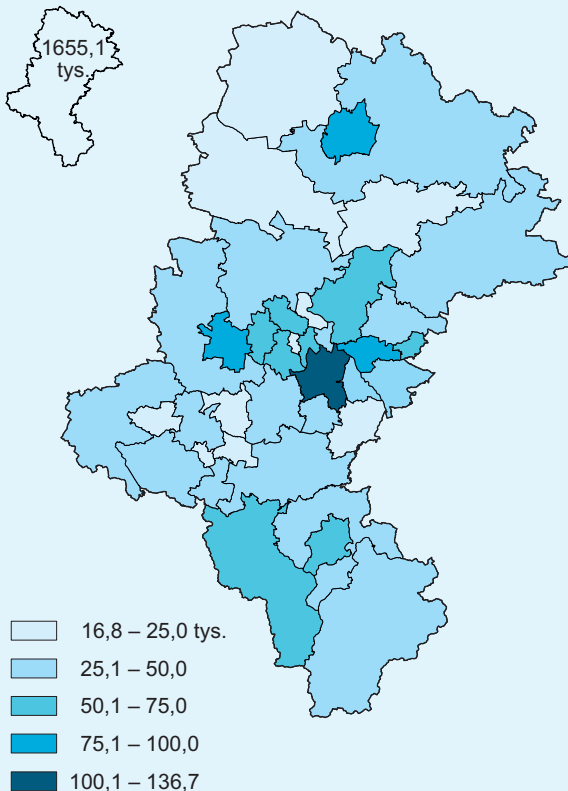 1655,1
tys.
16,8 – 25,0 tys.
25,1 – 50,0
50,1 – 75,0
75,1 – 100,0
100,1 – 136,7